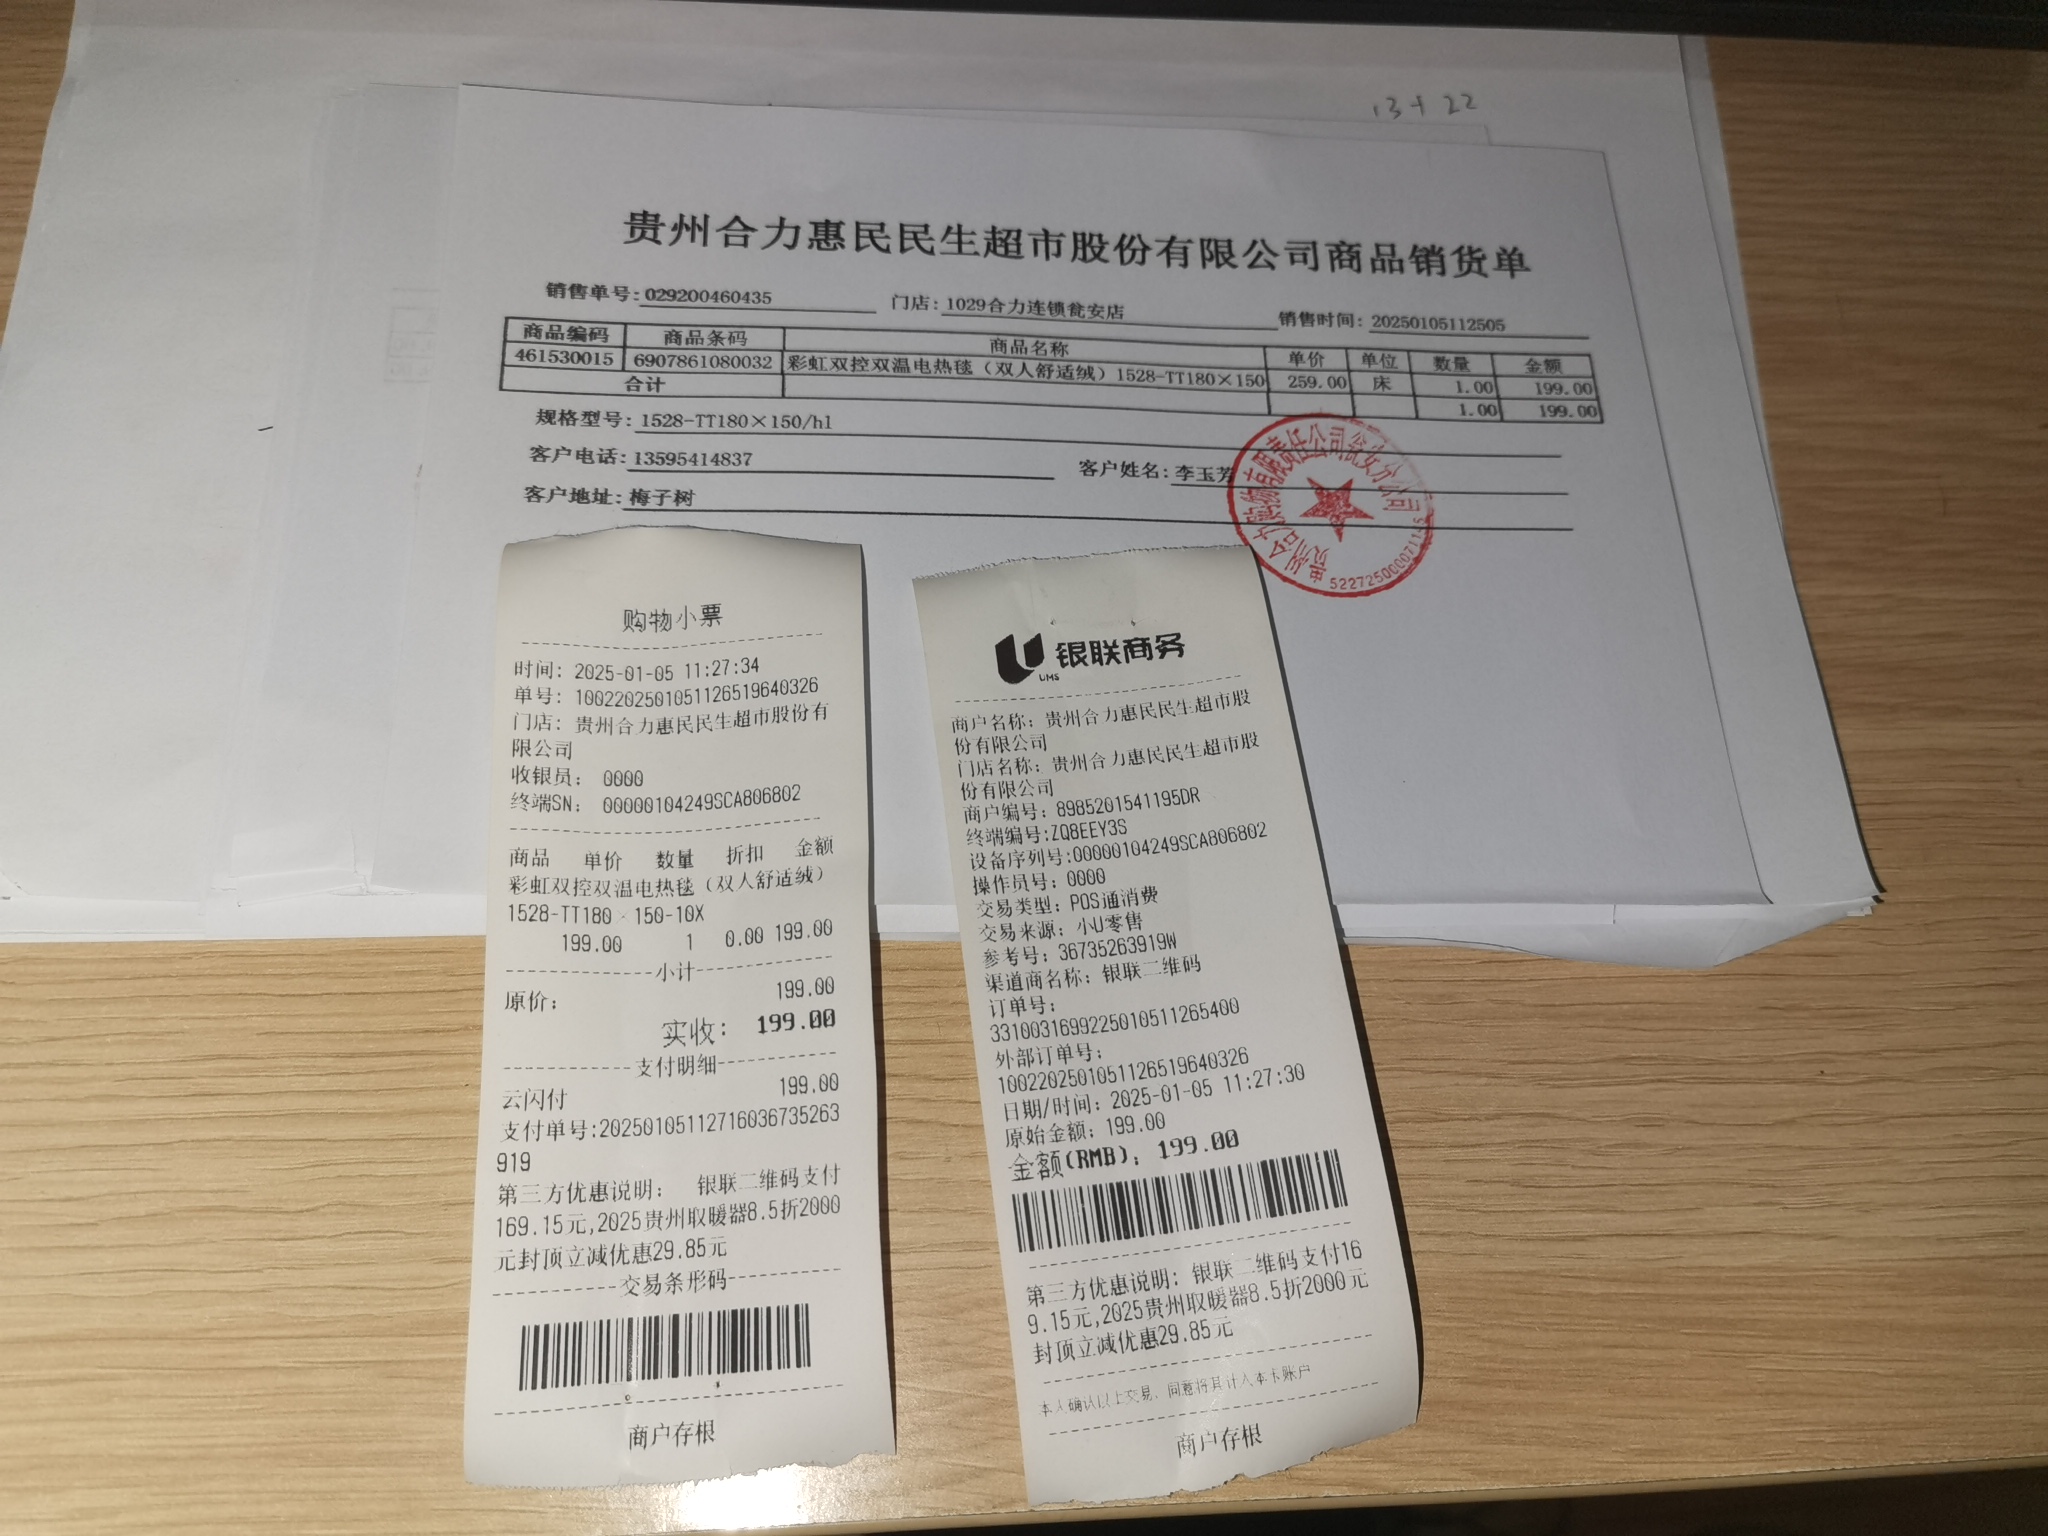 13+22
贵州合力惠民民生超市股份有限公司商品销货单
销售单号: 029200460435 门店: 1029合力连锁瓮安店 销售时间: 20250105112505
商品编码 商品条码 商品名称 单价 单位 数量 金额
461530015 6907861080032 彩虹双控双温电热毯（双人舒适绒）1528-TT180×150 259.00 床 1.00 199.00
合计 1.00 199.00
规格型号: 1528-TT180×150/hl
客户电话: 13595414837 客户姓名: 李玉芳
客户地址: 梅子树
贵州合力购物有限责任公司瓮安分公司
购物小票
时间: 2025-01-05 11:27:34
单号: 10022025010511265196403​26
门店: 贵州合力惠民民生超市股份有
限公司
收银员: 0000
终端SN: 00000104249SCA806802
商品 单价 数量 折扣 金额
彩虹双控双温电热毯（双人舒适绒）
1528-TT180×150-10X
199.00 1 0.00 199.00
小计
原价: 199.00
实收: 199.00
支付明细
云闪付 199.00
支付单号:20250105112716036735263
919
第三方优惠说明: 银联二维码支付
169.15元,2025贵州取暖器8.5折2000
元封顶立减优惠29.85元
交易条形码
商户存根
银联商务
UMS
商户名称: 贵州合力惠民民生超市股
份有限公司
门店名称: 贵州合力惠民民生超市股
份有限公司
商户编号: 8985201541195DR
终端编号:ZQ8EEY3S
设备序列号:00000104249SCA806802
操作员号: 0000
交易类型: POS通消费
交易来源: 小U零售
参考号: 36735263919W
渠道商名称: 银联二维码
订单号:
33100316992250105112654​00
外部订单号:
1002202501051126519640326
日期/时间: 2025-01-05 11:27:30
原始金额: 199.00
金额(RMB): 199.00
第三方优惠说明: 银联二维码支付16
9.15元,2025贵州取暖器8.5折2000元
封顶立减优惠29.85元
本人确认以上交易, 同意将其计入本卡账户
商户存根